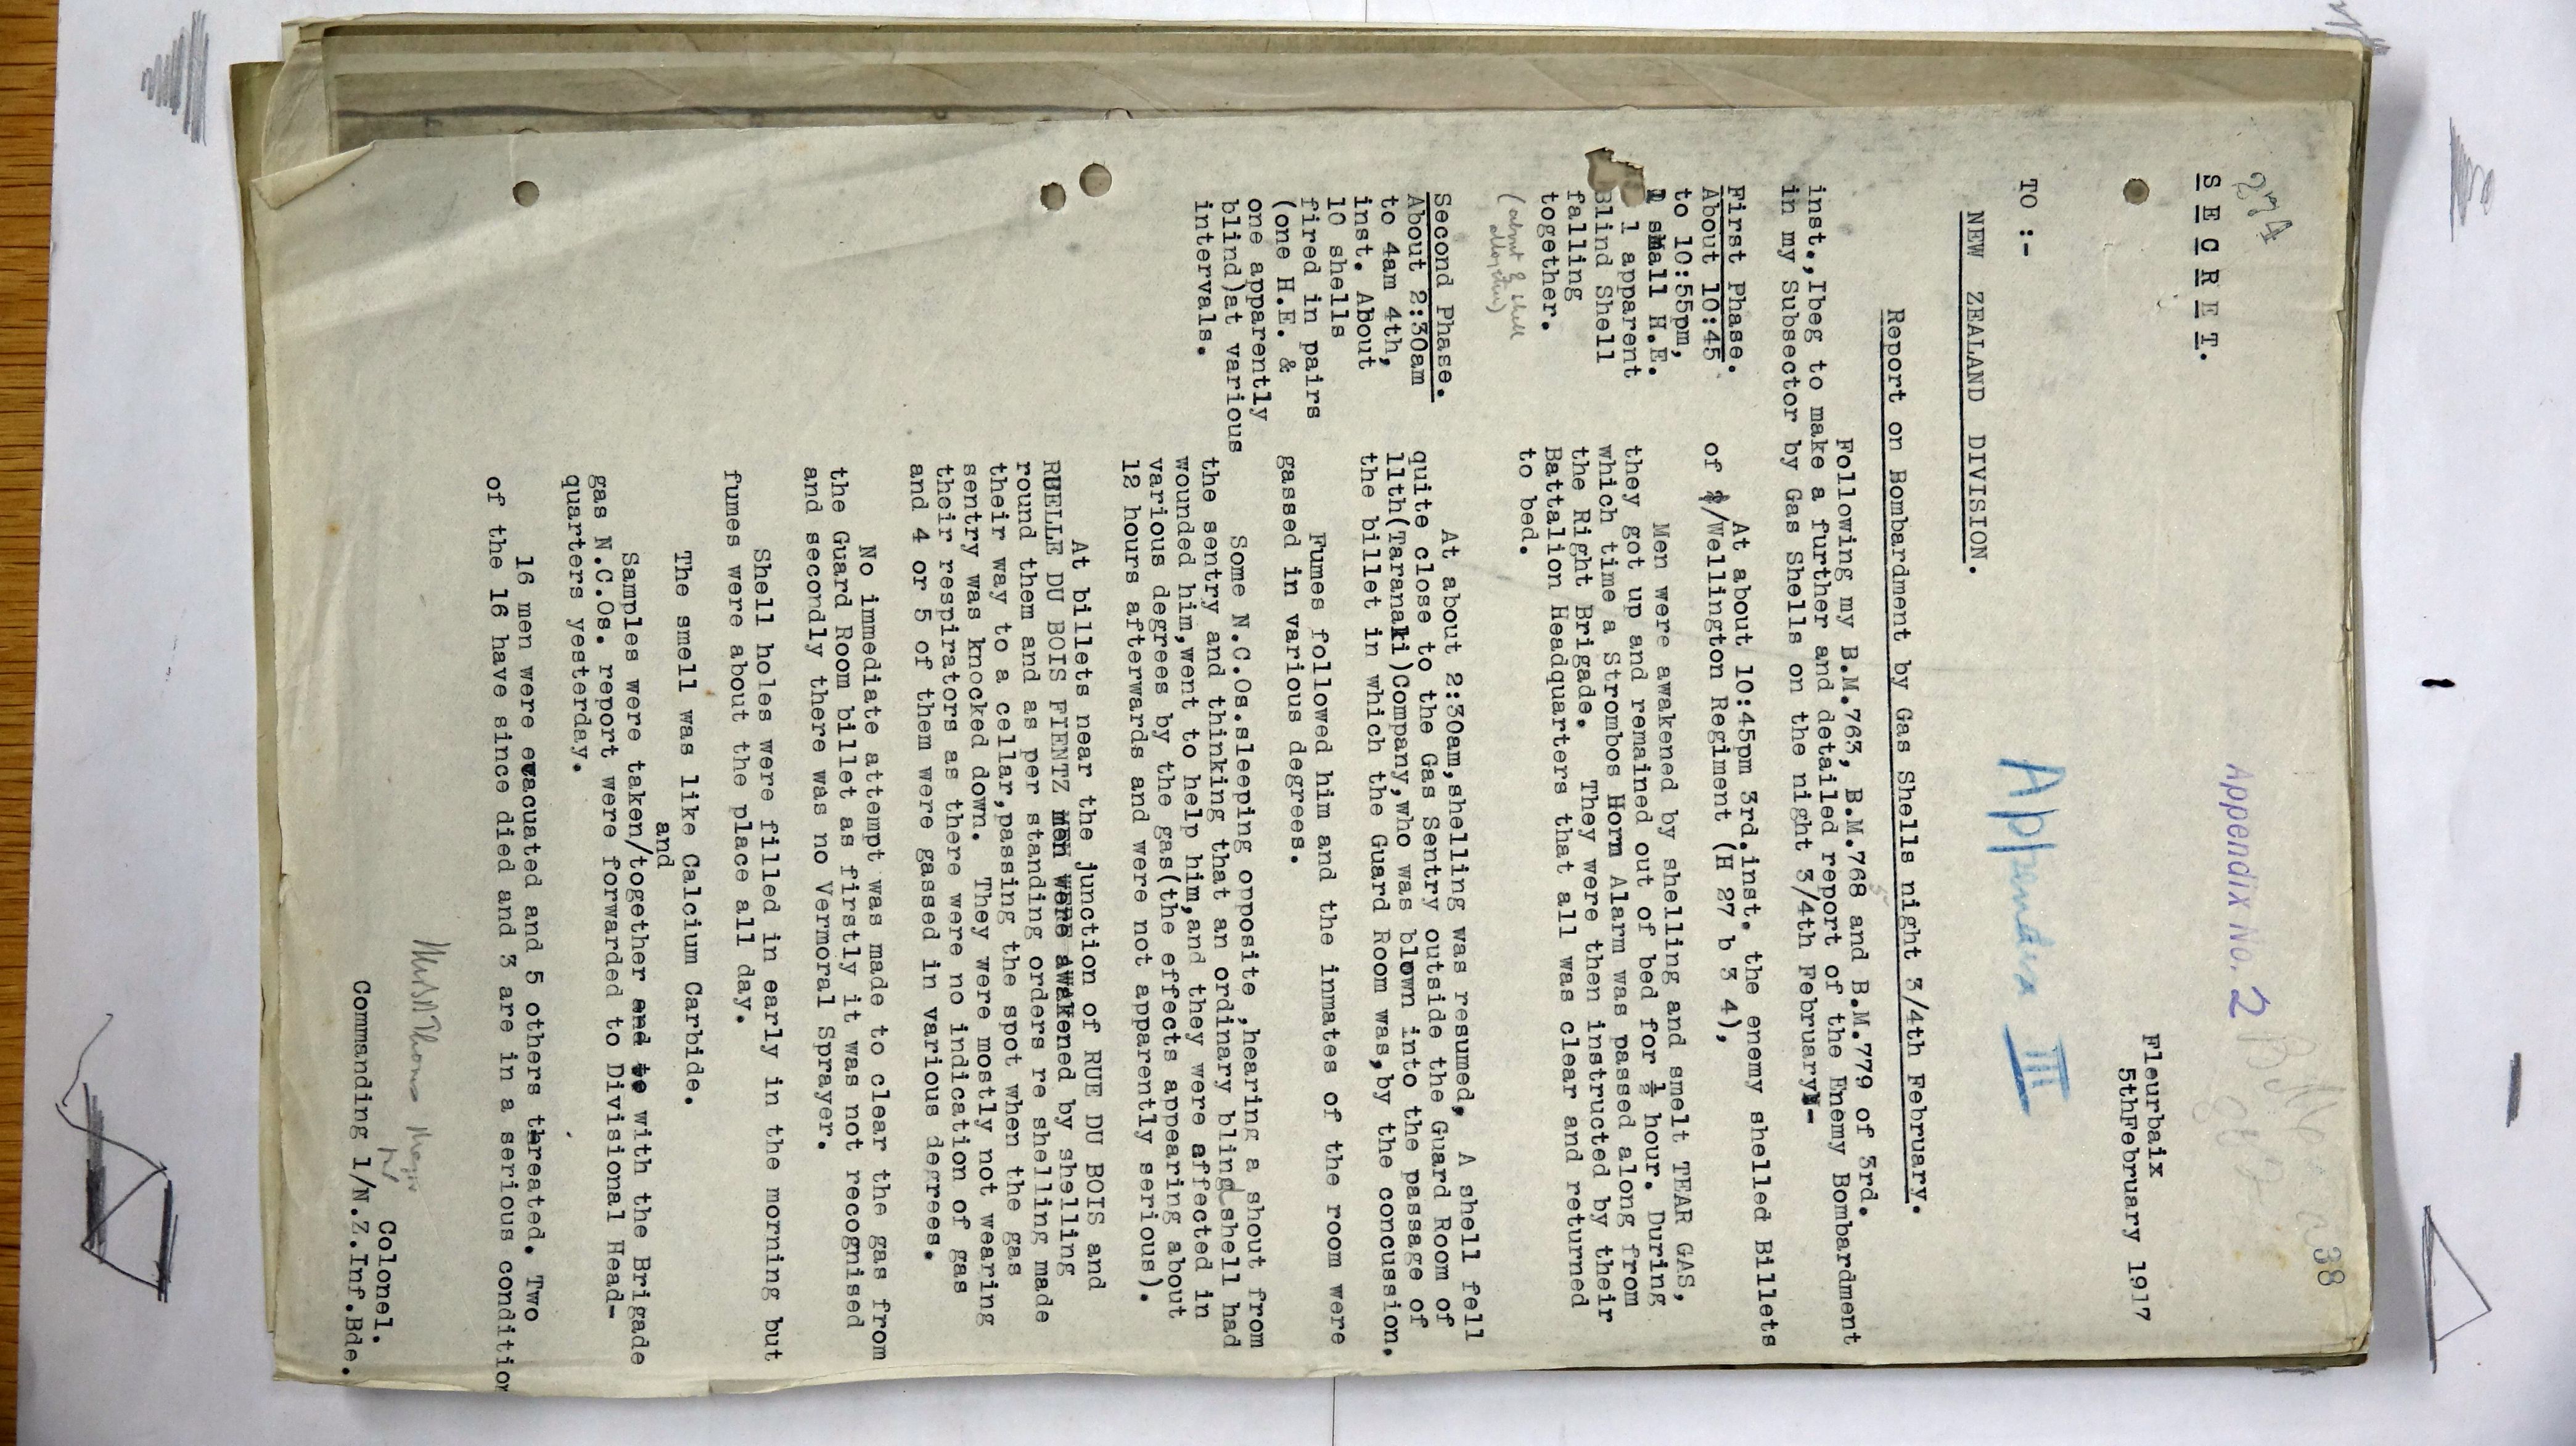 274
38
S E C R E T.
Appendix No. 2
Fleurbaix
5thFebruary 1917
TO :-
Appendix III
NEW ZEALAND DIVISION.
Report on Bombardment by Gas Shells night 3/4th February.
Following my B.M.763, B.M.768 and B.M.779 of 3rd.
inst.,Ibeg to make a further and detailed report of the Enemy Bombardment
in my Subsector by Gas Shells on the night 3/4th February-
First Phase.
About 10:45
to 10:55pm,
small H.E.
1 apparent
Blind Shell
falling
together.
(about 8 shell
altogether)
At about 10:45pm 3rd.inst. the enemy shelled Billets
of /Wellington Regiment (H 27 b 3 4),
Men were awakened by shelling and smelt TEAR GAS,
they got up and remained out of bed for ½ hour. During
which time a Strombos Horm Alarm was passed along from
the Right Brigade. They were then instructed by their
Battalion Headquarters that all was clear and returned
to bed.
Second Phase.
About 2:30am
to 4am 4th,
inst. About
10 shells
fired in pairs
(one H.E. &
one apparently
blind)at various
intervals.
At about 2:30am,shelling was resumed, A shell fell
quite close to the Gas Sentry outside the Guard Room of
11th(Taranaki)Company,who was blown into the passage of
the billet in which the Guard Room was,by the concussion.
Fumes followed him and the inmates of the room were
gassed in various degrees.
Some N.C.Os.sleeping opposite ,hearing a shout from
the sentry and thinking that an ordinary bling shell had
wounded him,went to help him,and they were affected in
various degrees by the gas(the effects appearing about
12 hours afterwards and were not apparently serious).
At billets near the junction of RUE DU BOIS and
RUELLE DU BOIS FIENTZ men were awakened by shelling
round them and as per standing orders re shelling made
their way to a cellar,passing the spot when the gas
sentry was knocked down. They were mostly not wearing
their respirators as there were no indication of gas
and 4 or 5 of them were gassed in various degrees.
No immediate attempt was made to clear the gas from
the Guard Room billet as firstly it was not recognised
and secondly there was no Vermoral Sprayer.
Shell holes were filled in early in the morning but
fumes were about the place all day.
The smell was like Calcium Carbide.
and
Samples were taken/together and to with the Brigade
gas N.C.Os. report were forwarded to Divisional Head-
quarters yesterday.
16 men were evacuated and 5 others threated. Two
of the 16 have since died and 3 are in a serious condition
Major
Colonel.
Commanding 1/N.Z.Inf.Bde.